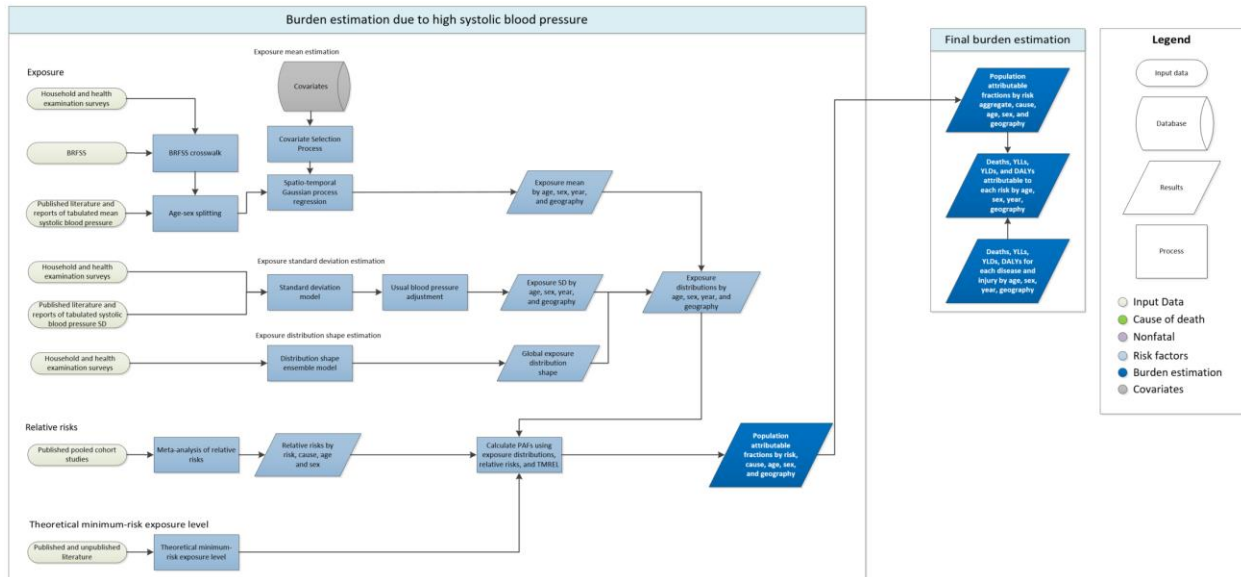 Burden estimation due to high systolic blood pressure
Exposure mean estimation
Exposure
Covariates
Household and health
examination surveys
Covariate Selection
Process
BRFSS
BRFSS crosswalk
Spatio-temporal
Gaussian process
regression
Exposure mean
by age, sex, year,
and geography
Published literature and
reports of tabulated mean
systolic blood pressure
Age-sex splitting
Exposure standard deviation estimation
Household and health
examination surveys
Standard deviation
model
Usual blood pressure
adjustment
Exposure SD by
age, sex, year,
and geography
Exposure
distributions by
age, sex, year, and
geography
Published literature and
reports of tabulated systolic
blood pressure SD
Exposure distribution shape estimation
Household and health
examination surveys
Distribution shape
ensemble model
Global exposure
distribution
shape
Relative risks
Published pooled cohort
studies
Meta-analysis of relative
risks
Relative risks by
risk, cause, age
and sex
Calculate PAFs using
exposure distributions,
relative risks, and TMREL
Population
attributable
fractions by risk,
cause, age, sex,
and geography
Theoretical minimum-risk exposure level
Published and unpublished
literature
Theoretical minimum-
risk exposure level
Final burden estimation
Population
attributable
fractions by risk
aggregate, cause,
age, sex, and
geography
Deaths, YLLs,
YLDs, and DALYs
attributable to
each risk by age,
sex, year,
geography
Deaths, YLLs,
YLDs, DALYs for
each disease and
injury by age, sex,
year, geography
Legend
Input data
Database
Results
Process
Input Data
Cause of death
Nonfatal
Risk factors
Burden estimation
Covariates